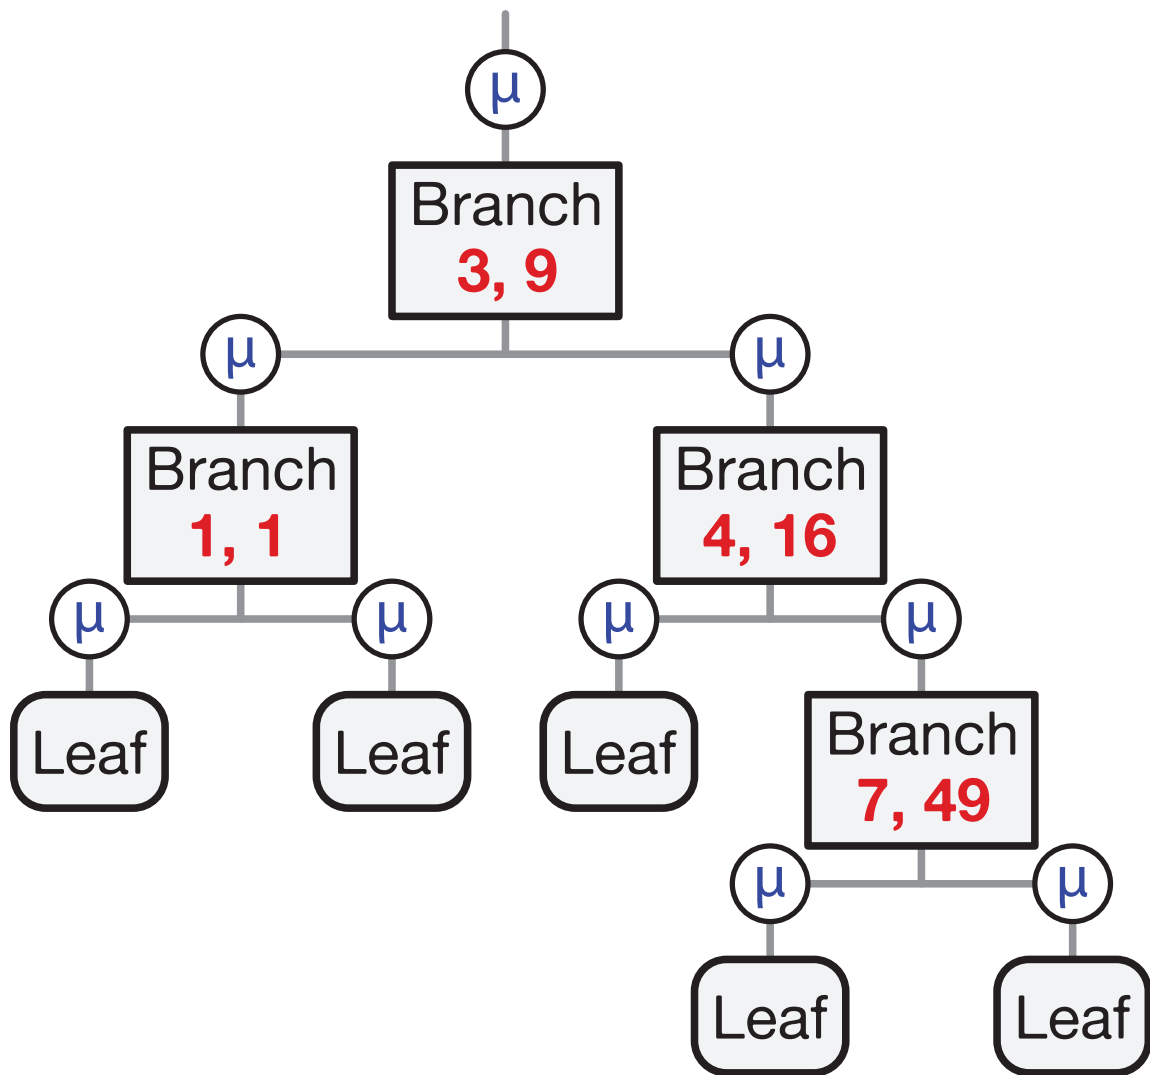 μ
Branch
3, 9
μ
μ
Branch
1, 1
Branch
4, 16
μ
μ
μ
μ
Leaf
Leaf
Leaf
Branch
7, 49
μ
μ
Leaf
Leaf